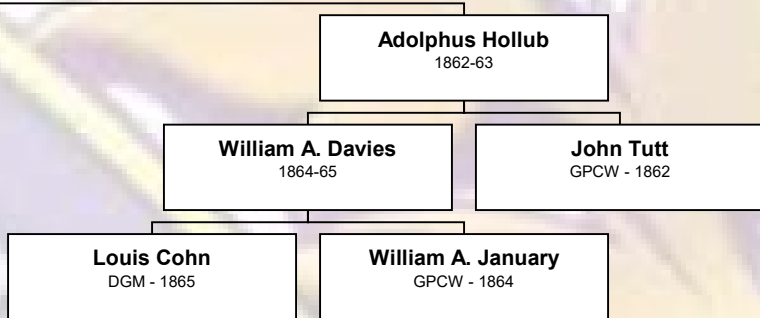 Adolphus Hollub
1862-63
William A. Davies
1864-65
John Tutt
GPCW - 1862
Louis Cohn
DGM - 1865
William A. January
GPCW - 1864